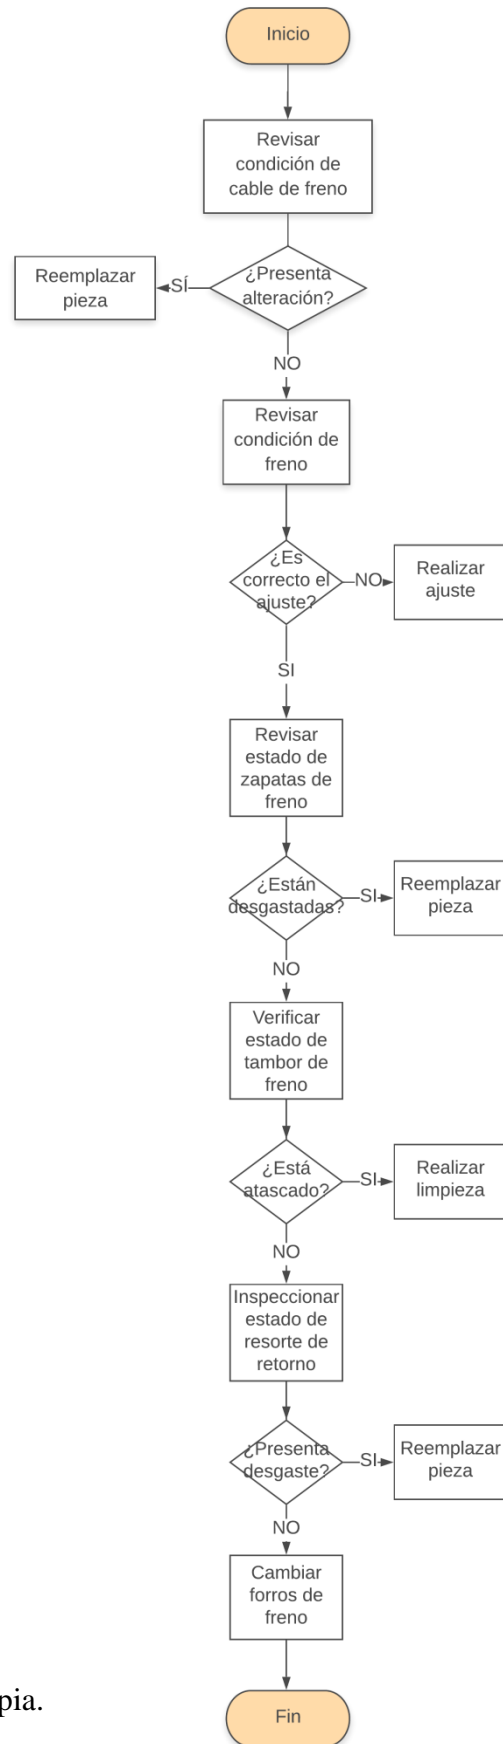 Inicio
Revisar
condición de
cable de freno
¿Presenta
alteración?
SÍ
Reemplazar
pieza
NO
Revisar
condición de
freno
¿Es
correcto el
ajuste?
NO
Realizar
ajuste
SI
Revisar
estado de
zapatas de
freno
¿Están
desgastadas?
SI
Reemplazar
pieza
NO
Verificar
estado de
tambor de
freno
¿Está
atascado?
SI
Realizar
limpieza
NO
Inspeccionar
estado de
resorte de
retorno
¿Presenta
desgaste?
SI
Reemplazar
pieza
NO
Cambiar
forros de
freno
pia.
Fin